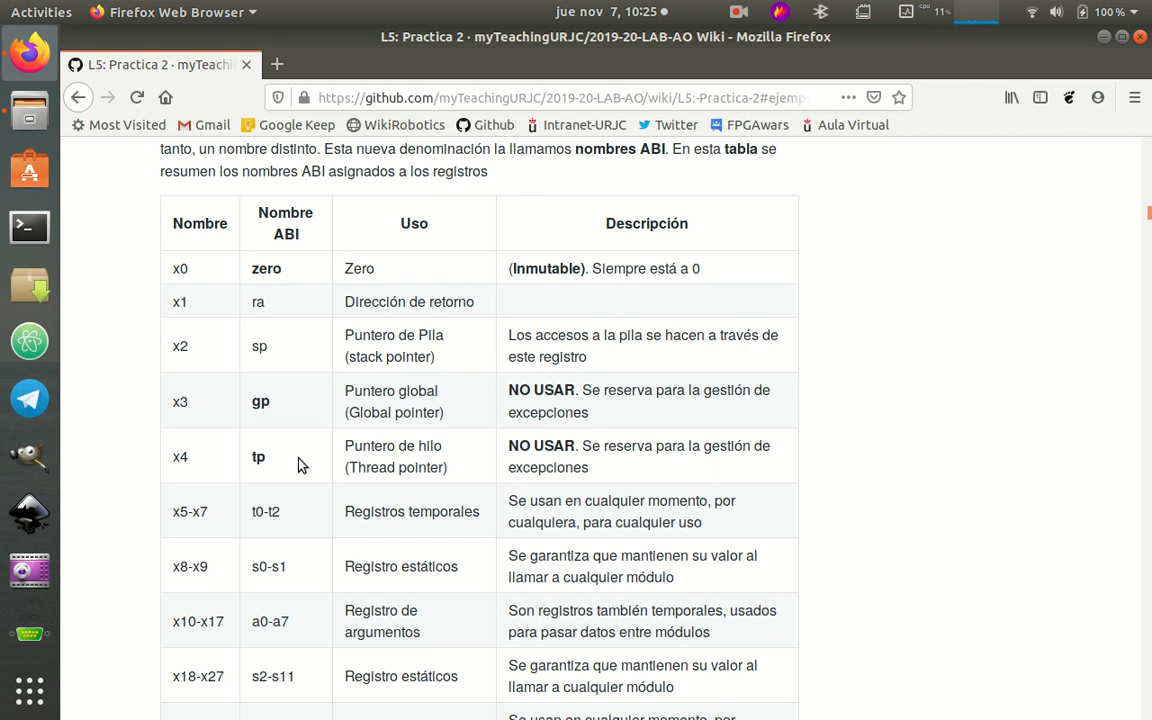 Activities
Firefox Web Browser
jue nov 7, 10:25
cpu 11%
100 %
L5: Practica 2 · myTeachingURJC/2019-20-LAB-AO Wiki - Mozilla Firefox
L5: Practica 2 · myTeachi
https://github.com/myTeachingURJC/2019-20-LAB-AO/wiki/L5:-Practica-2#ejemp
Most Visited Gmail Google Keep WikiRobotics Github Intranet-URJC Twitter FPGAwars Aula Virtual
tanto, un nombre distinto. Esta nueva denominación la llamamos nombres ABI. En esta tabla se
resumen los nombres ABI asignados a los registros
Nombre
Nombre
ABI
Uso
Descripción
x0
zero
Zero
(Inmutable). Siempre está a 0
x1
ra
Dirección de retorno
x2
sp
Puntero de Pila
(stack pointer)
Los accesos a la pila se hacen a través de
este registro
x3
gp
Puntero global
(Global pointer)
NO USAR. Se reserva para la gestión de
excepciones
x4
tp
Puntero de hilo
(Thread pointer)
NO USAR. Se reserva para la gestión de
excepciones
x5-x7
t0-t2
Registros temporales
Se usan en cualquier momento, por
cualquiera, para cualquier uso
x8-x9
s0-s1
Registro estáticos
Se garantiza que mantienen su valor al
llamar a cualquier módulo
x10-x17
a0-a7
Registro de
argumentos
Son registros también temporales, usados
para pasar datos entre módulos
x18-x27
s2-s11
Registro estáticos
Se garantiza que mantienen su valor al
llamar a cualquier módulo
Se usan en cualquier momento, por